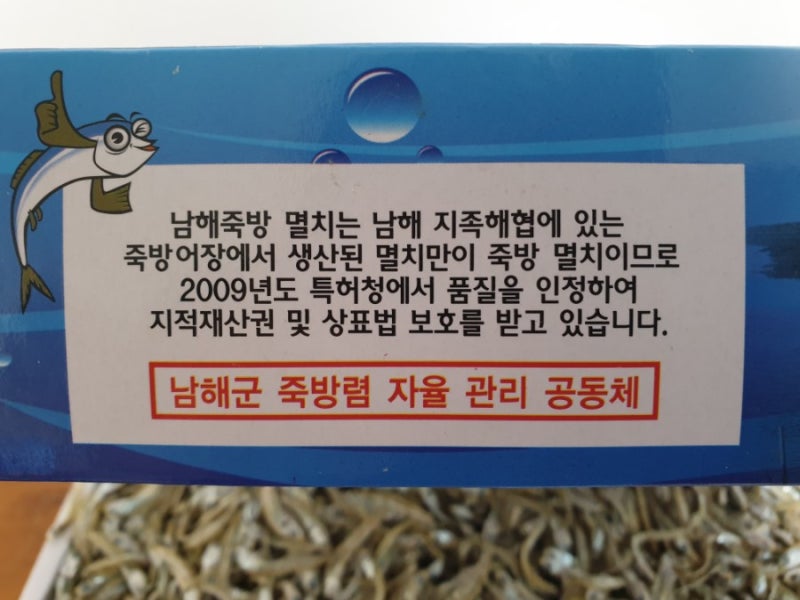 남해죽방 멸치는 남해 지족해협에 있는
죽방어장에서 생산된 멸치만이 죽방 멸치이므로
2009년도 특허청에서 품질을 인정하여
지적재산권 및 상표법 보호를 받고 있습니다.
남해군 죽방렴 자율 관리 공동체